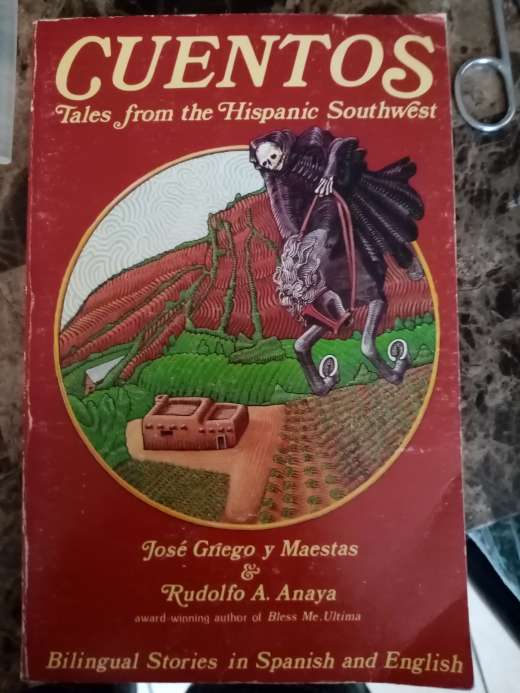 CUENTOS
Tales from the Hispanic Southwest
José Griego y Maestas
&
Rudolfo A. Anaya
award-winning author of Bless Me, Ultima
Bilingual Stories in Spanish and English